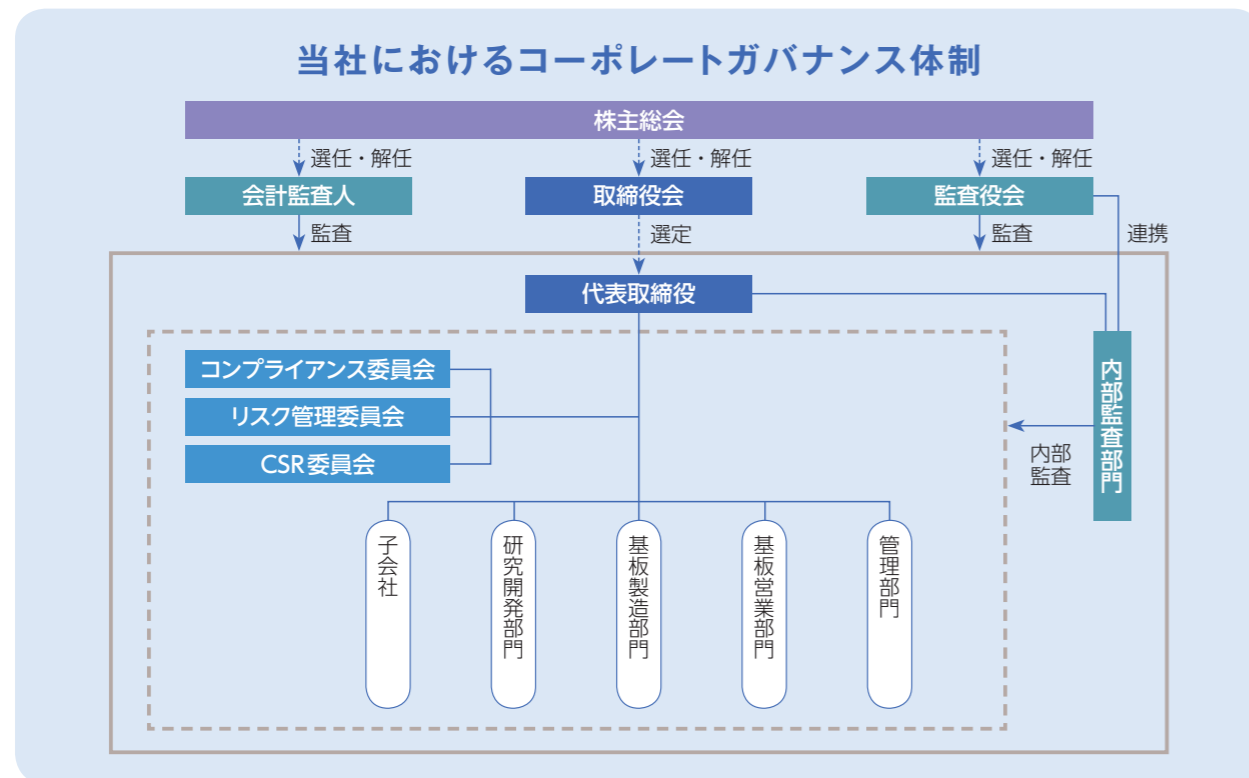 当社におけるコーポレートガバナンス体制
株主総会
選任・解任
選任・解任
選任・解任
会計監査人
取締役会
監査役会
監査
選定
監査
連携
代表取締役
コンプライアンス委員会
リスク管理委員会
CSR委員会
内部監査部門
内部
監査
子会社
研究開発部門
基板製造部門
基板営業部門
管理部門